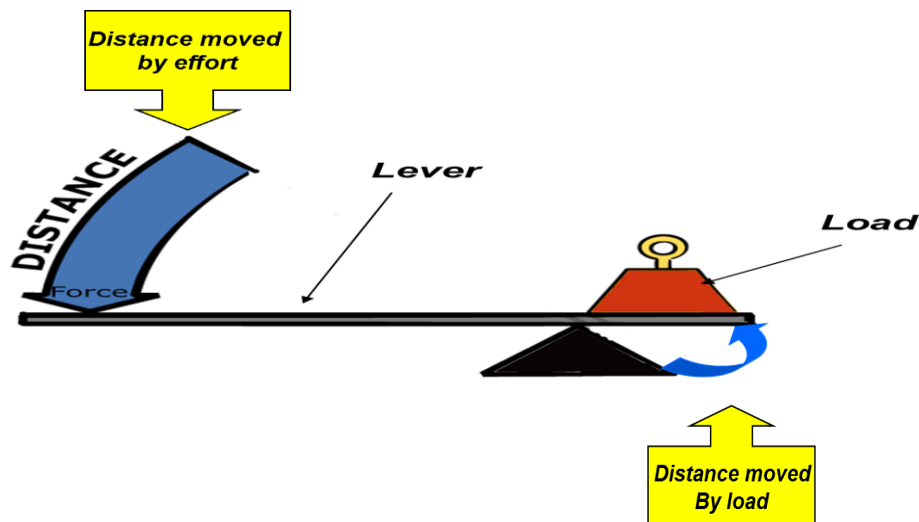 Distance moved
by effort
DISTANCE
Lever
Load
Force
Distance moved
By load